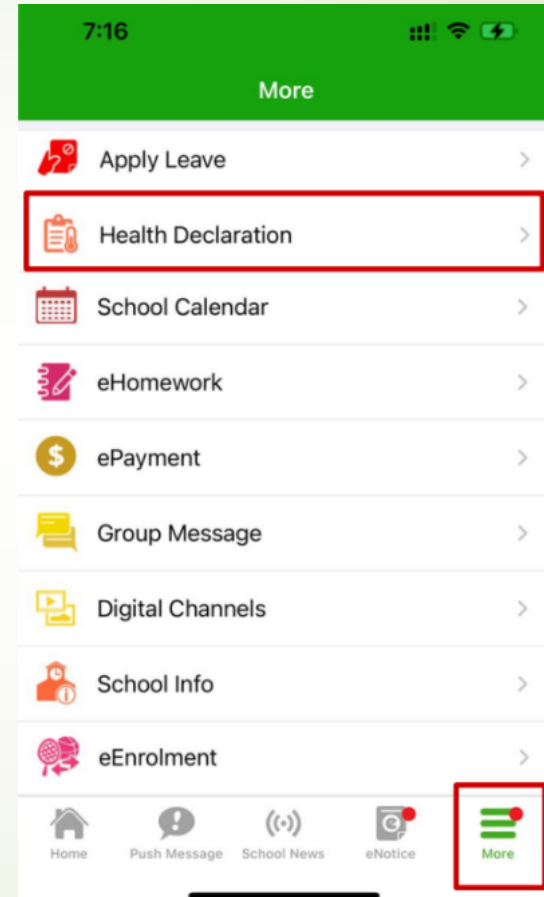 7:16
More
Apply Leave
Health Declaration
School Calendar
eHomework
ePayment
Group Message
Digital Channels
School Info
eEnrolment
Home
Push Message
School News
eNotice
More